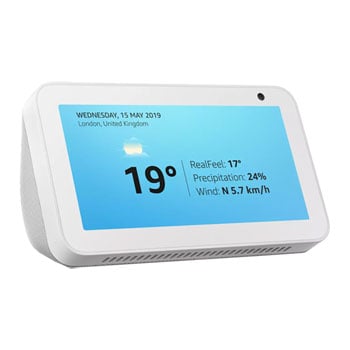 WEDNESDAY, 15 MAY 2019
London, United Kingdom
19°
RealFeel: 17°
Precipitation: 24%
Wind: N 5.7 km/h